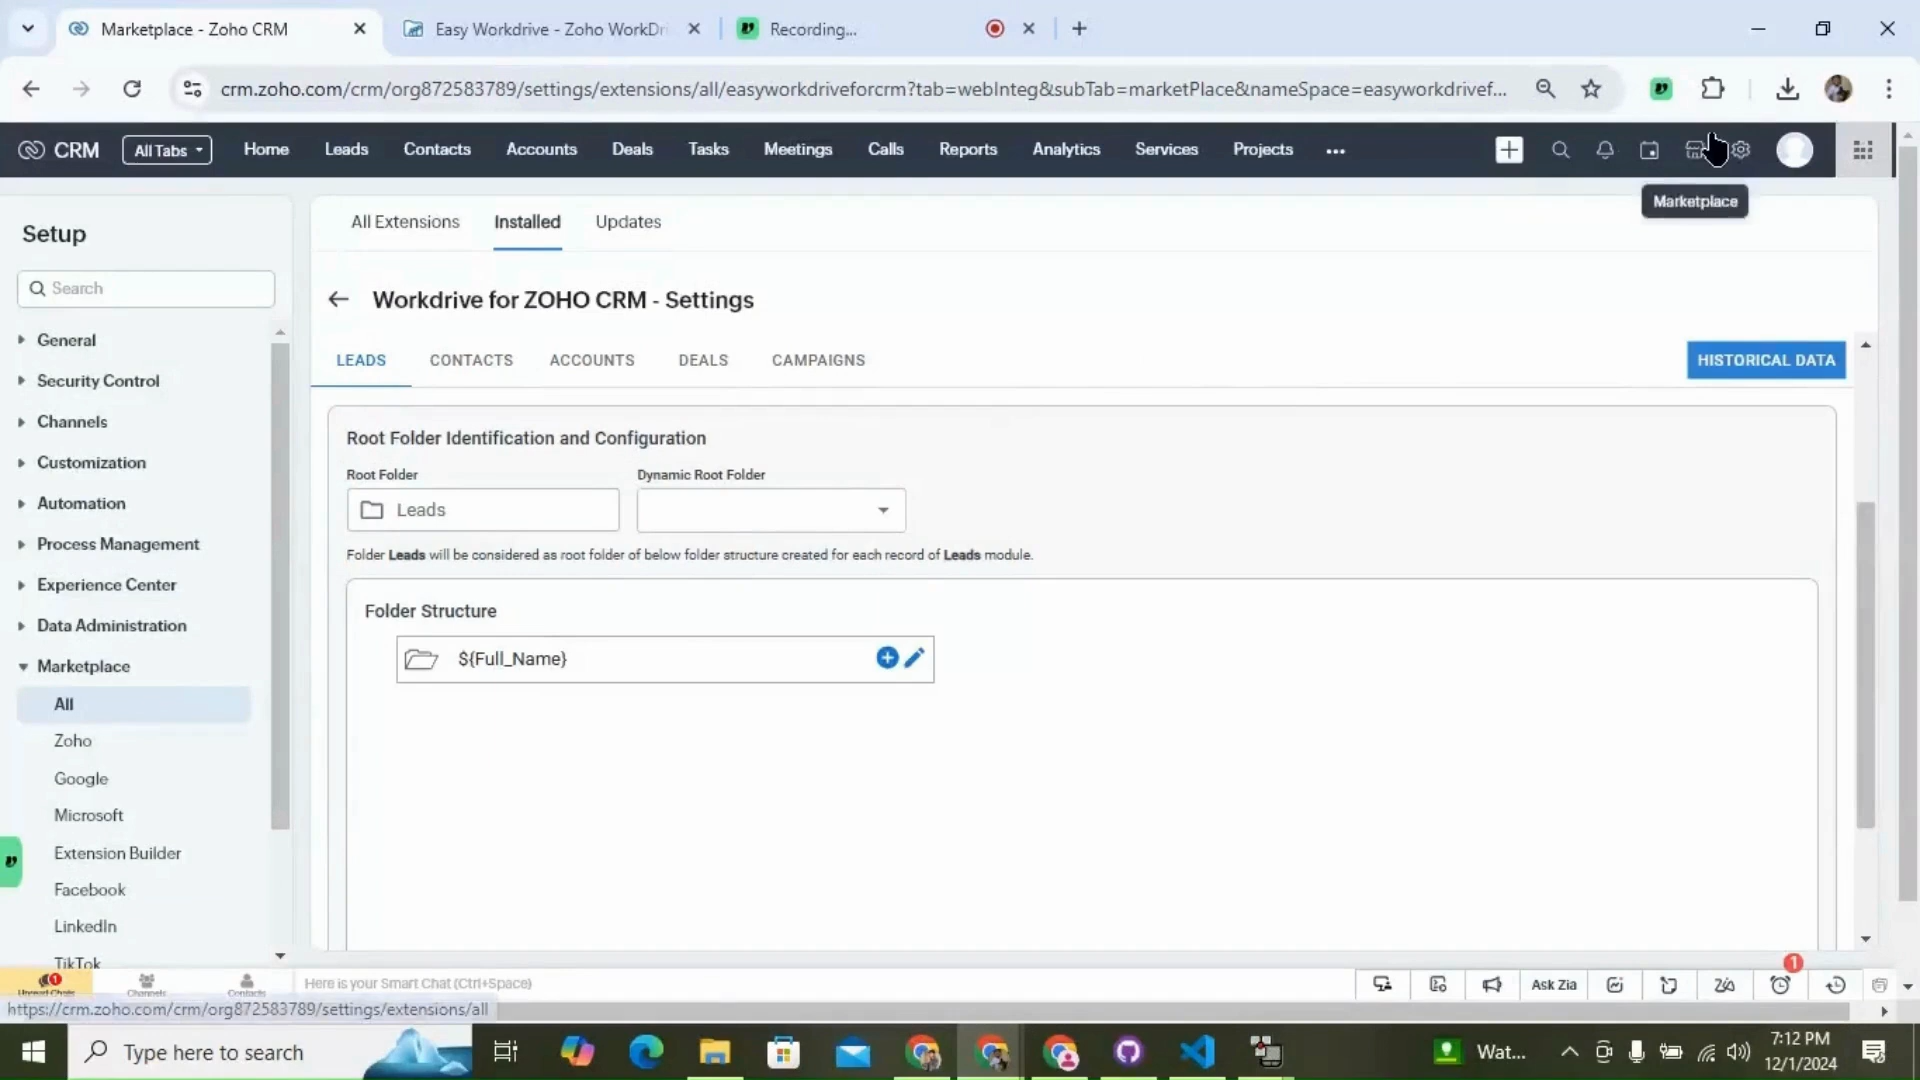 Marketplace - Zoho CRM
Easy Workdrive - Zoho WorkDri
Recording...
crm.zoho.com/crm/org872583789/settings/extensions/all/easyworkdriveforcrm?tab=webInteg&subTab=marketPlace&nameSpace=easyworkdrivef...
CRM All Tabs Home Leads Contacts Accounts Deals Tasks Meetings Calls Reports Analytics Services Projects ...
Marketplace
Setup
Search
General
Security Control
Channels
Customization
Automation
Process Management
Experience Center
Data Administration
Marketplace
All
Zoho
Google
Microsoft
Extension Builder
Facebook
LinkedIn
TikTok
All Extensions Installed Updates
Workdrive for ZOHO CRM - Settings
LEADS CONTACTS ACCOUNTS DEALS CAMPAIGNS
HISTORICAL DATA
Root Folder Identification and Configuration
Root Folder Dynamic Root Folder
Leads
Folder Leads will be considered as root folder of below folder structure created for each record of Leads module.
Folder Structure
${Full_Name}
1
Unread Chats Channels Contacts
Here is your Smart Chat (Ctrl+Space)
Ask Zia
1
https://crm.zoho.com/crm/org872583789/settings/extensions/all
Type here to search
Wat...
7:12 PM
12/1/2024